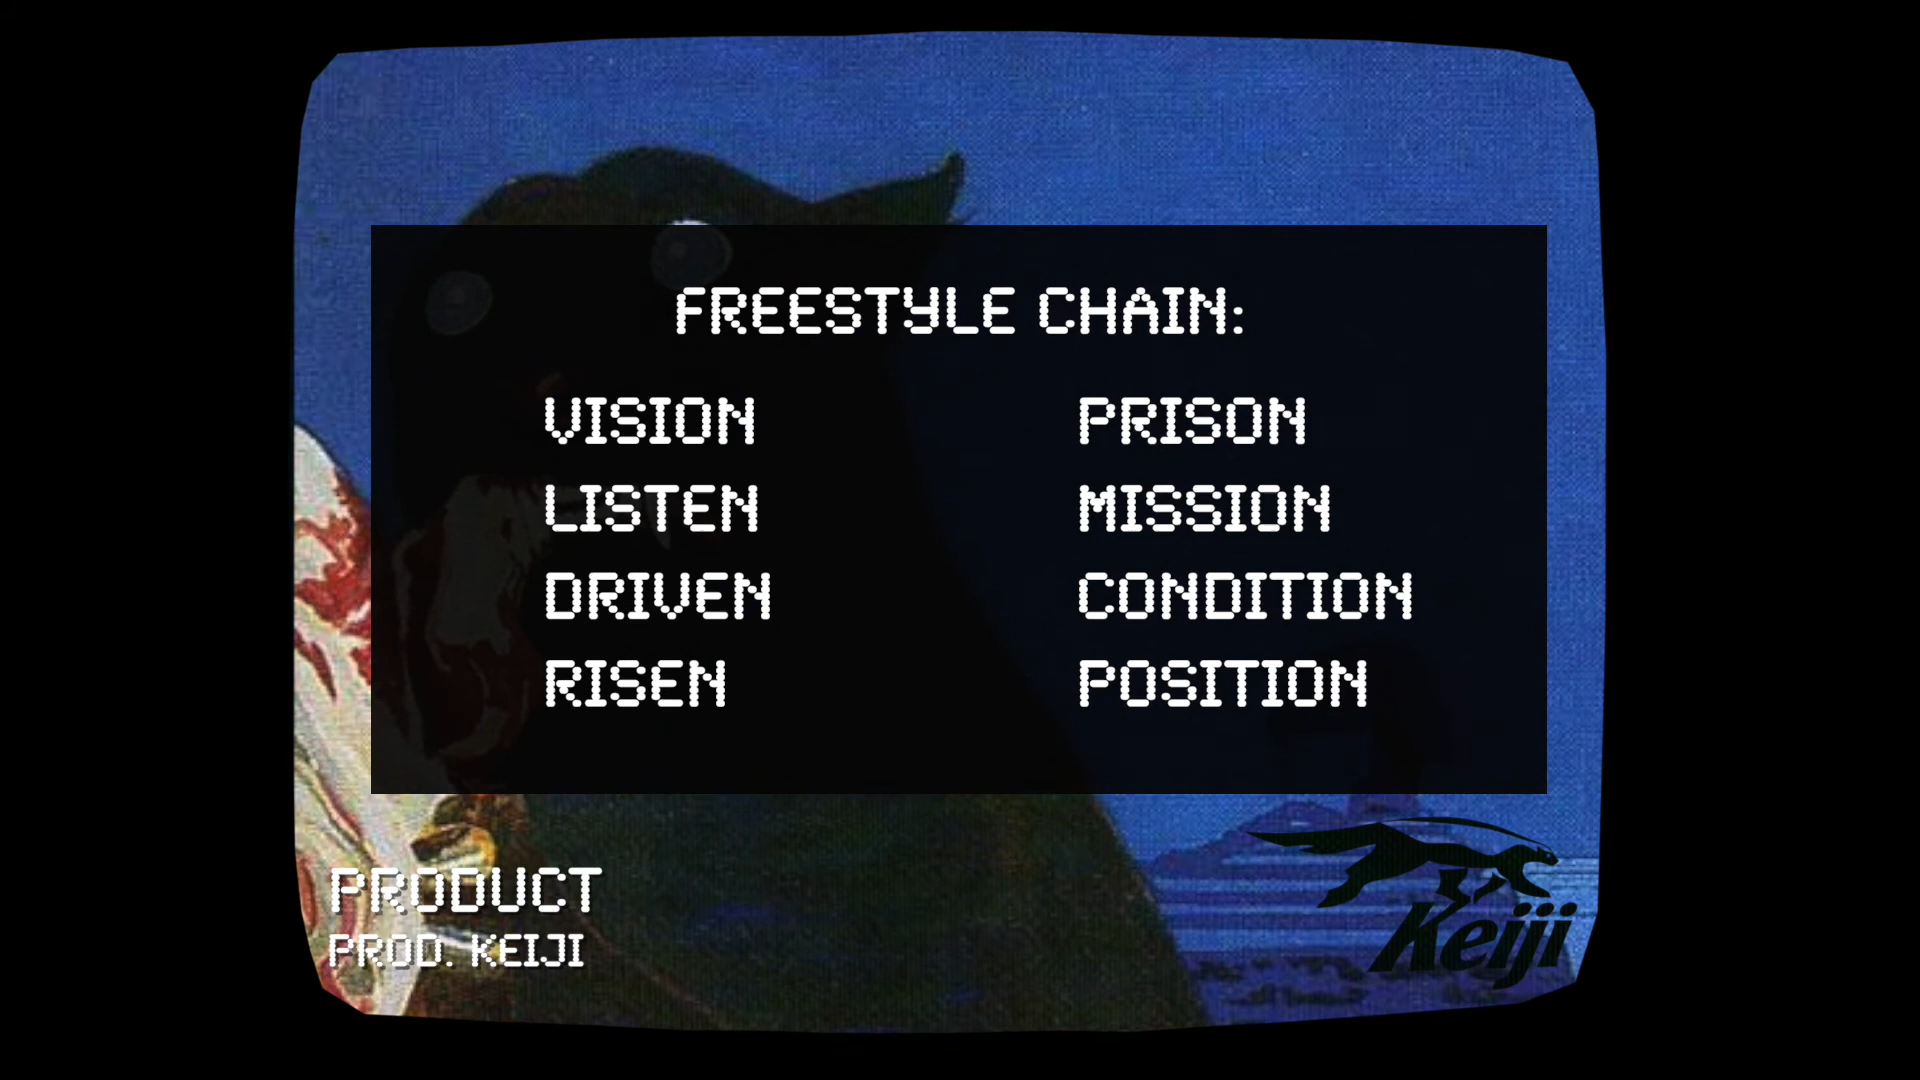 FREESTYLE CHAIN:
VISION
LISTEN
DRIVEN
RISEN
PRISON
MISSION
CONDITION
POSITION
PRODUCT
PROD. KEIJI
Keiji